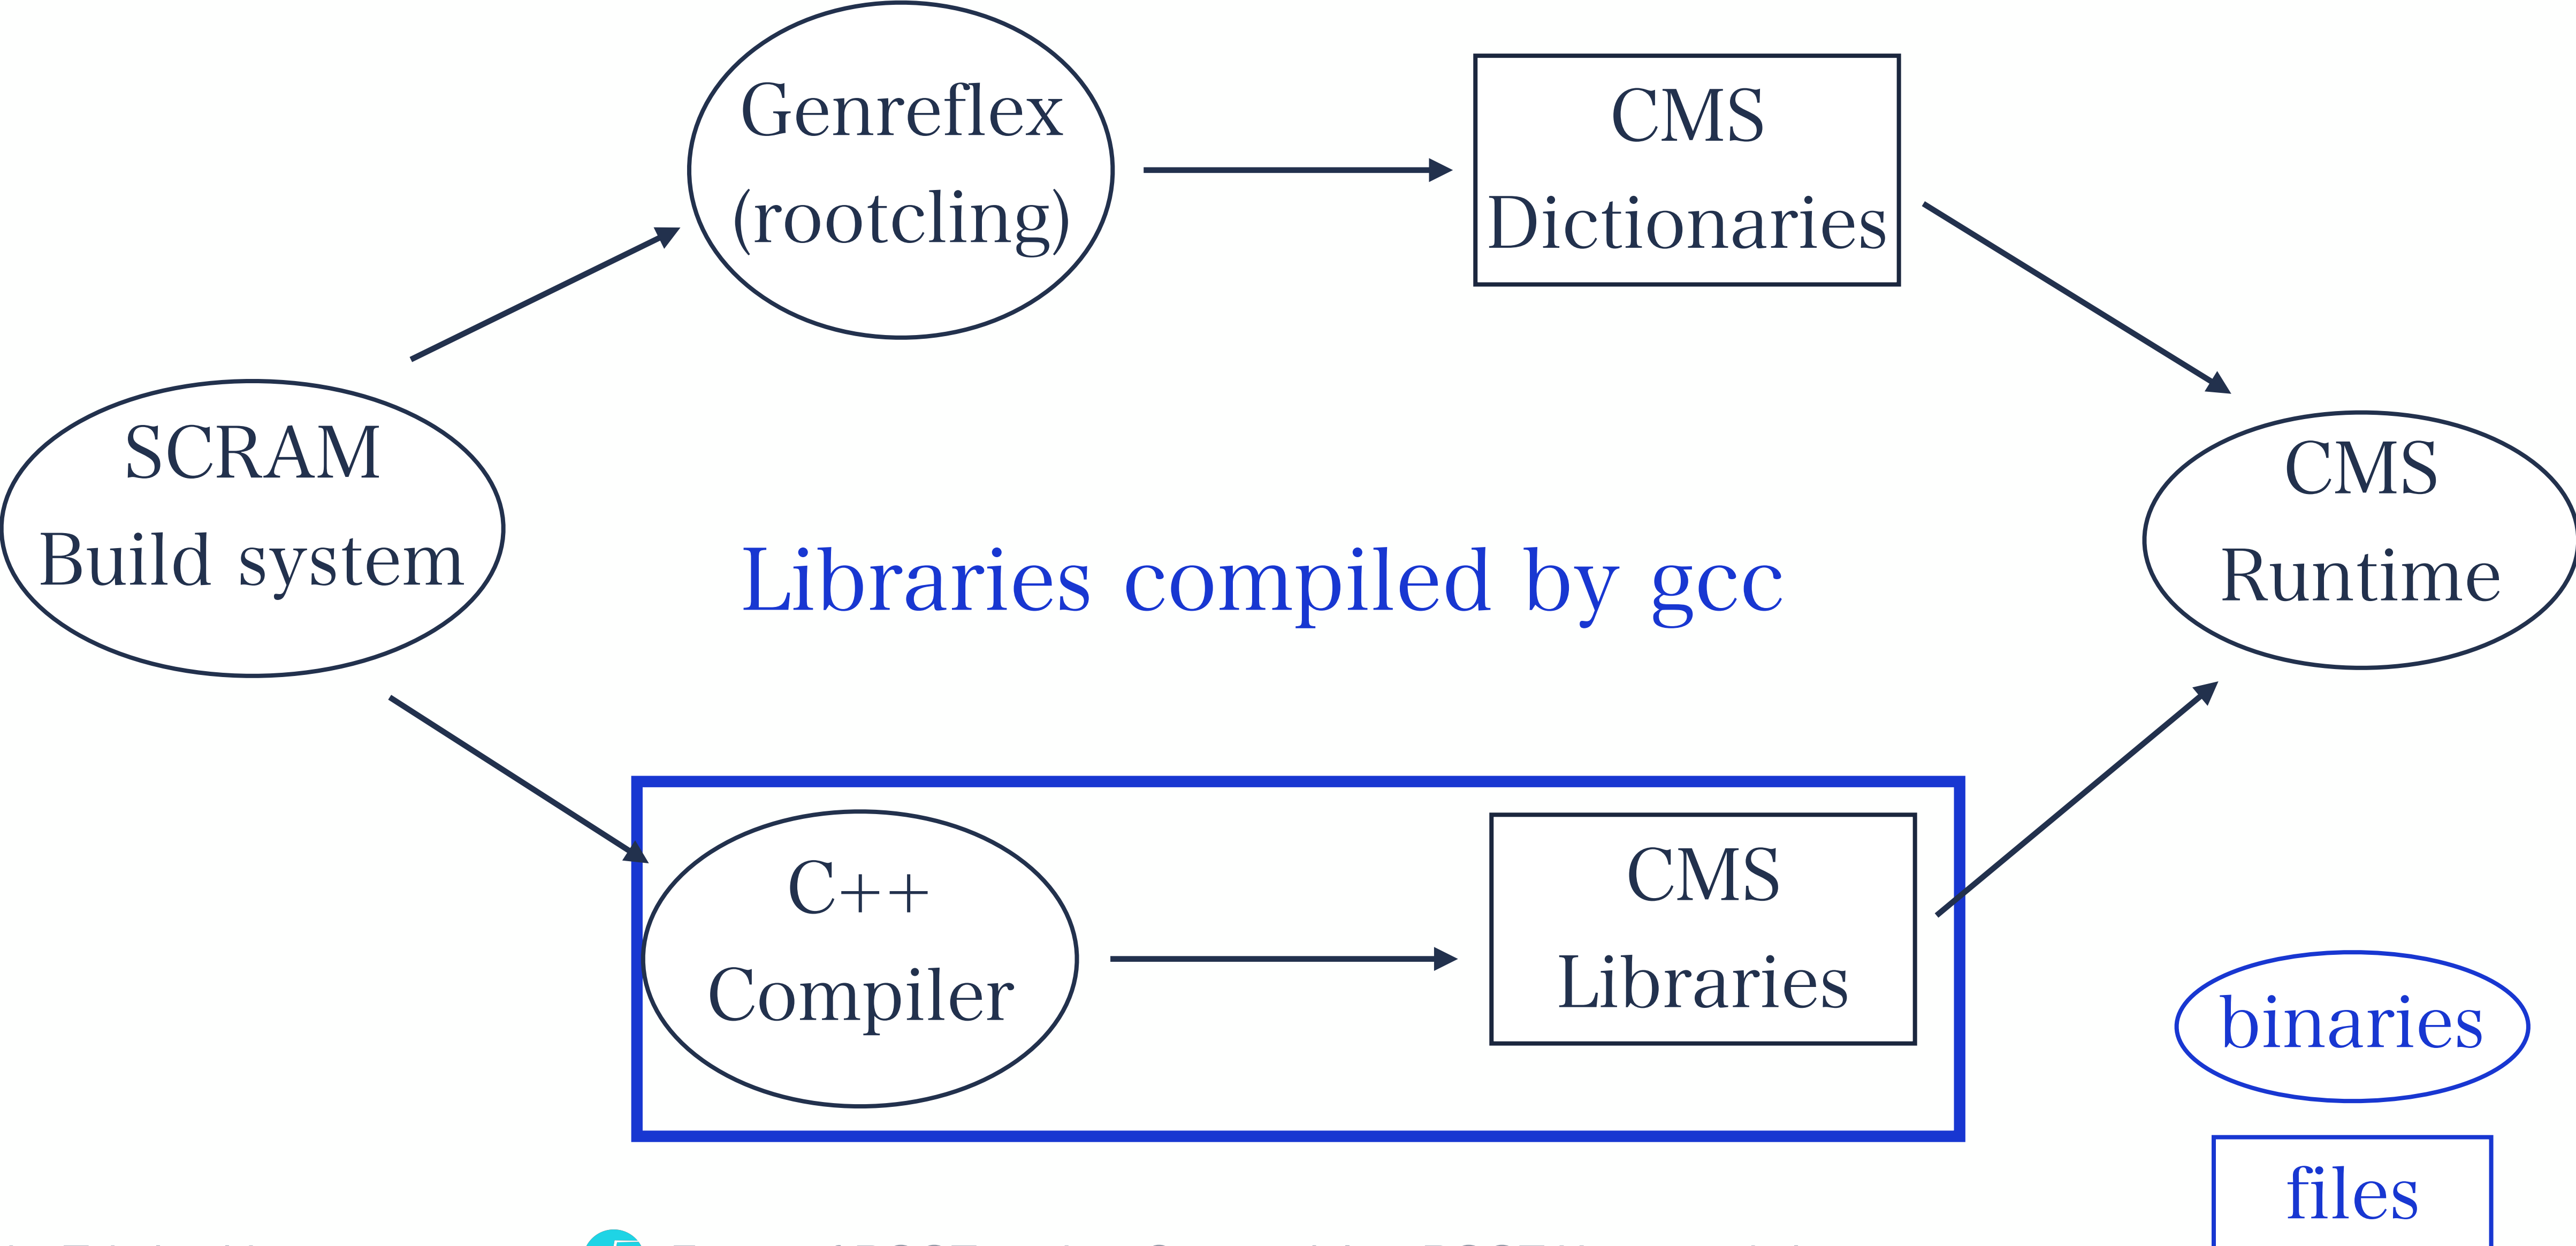 Genreflex
(rootcling)
CMS
Dictionaries
SCRAM
Build system
CMS
Runtime
Libraries compiled by gcc
C++
Compiler
CMS
Libraries
binaries
files